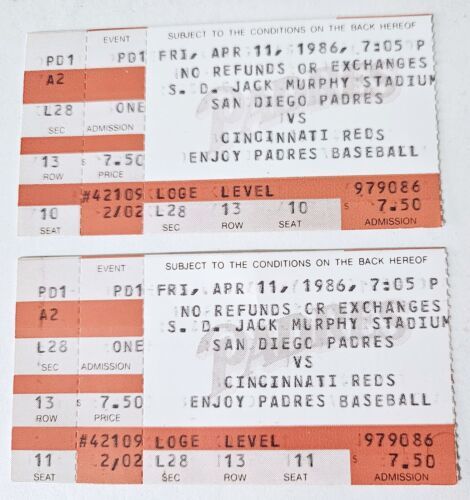 EVENT SUBJECT TO THE CONDITIONS ON THE BACK HEREOF
PD1 PD1 FRI, APR 11, 1986, 7:05 P
A2 NO REFUNDS OR EXCHANGES
S. D. JACK MURPHY STADIUM
L28 ONE SAN DIEGO PADRES
SEC ADMISSION VS
CINCINNATI REDS
13 $ 7.50 ENJOY PADRES BASEBALL
ROW PRICE
#42109 LOGE LEVEL 979086
10 2/02 L28 13 10 $ 7.50
SEAT SEC ROW SEAT ADMISSION
EVENT SUBJECT TO THE CONDITIONS ON THE BACK HEREOF
PD1 PD1 FRI, APR 11, 1986, 7:05 P
A2 NO REFUNDS OR EXCHANGES
S. D. JACK MURPHY STADIUM
L28 ONE SAN DIEGO PADRES
SEC ADMISSION VS
CINCINNATI REDS
13 $ 7.50 ENJOY PADRES BASEBALL
ROW PRICE
#42109 LOGE LEVEL 979086
11 2/02 L28 13 11 $ 7.50
SEAT SEC ROW SEAT ADMISSION